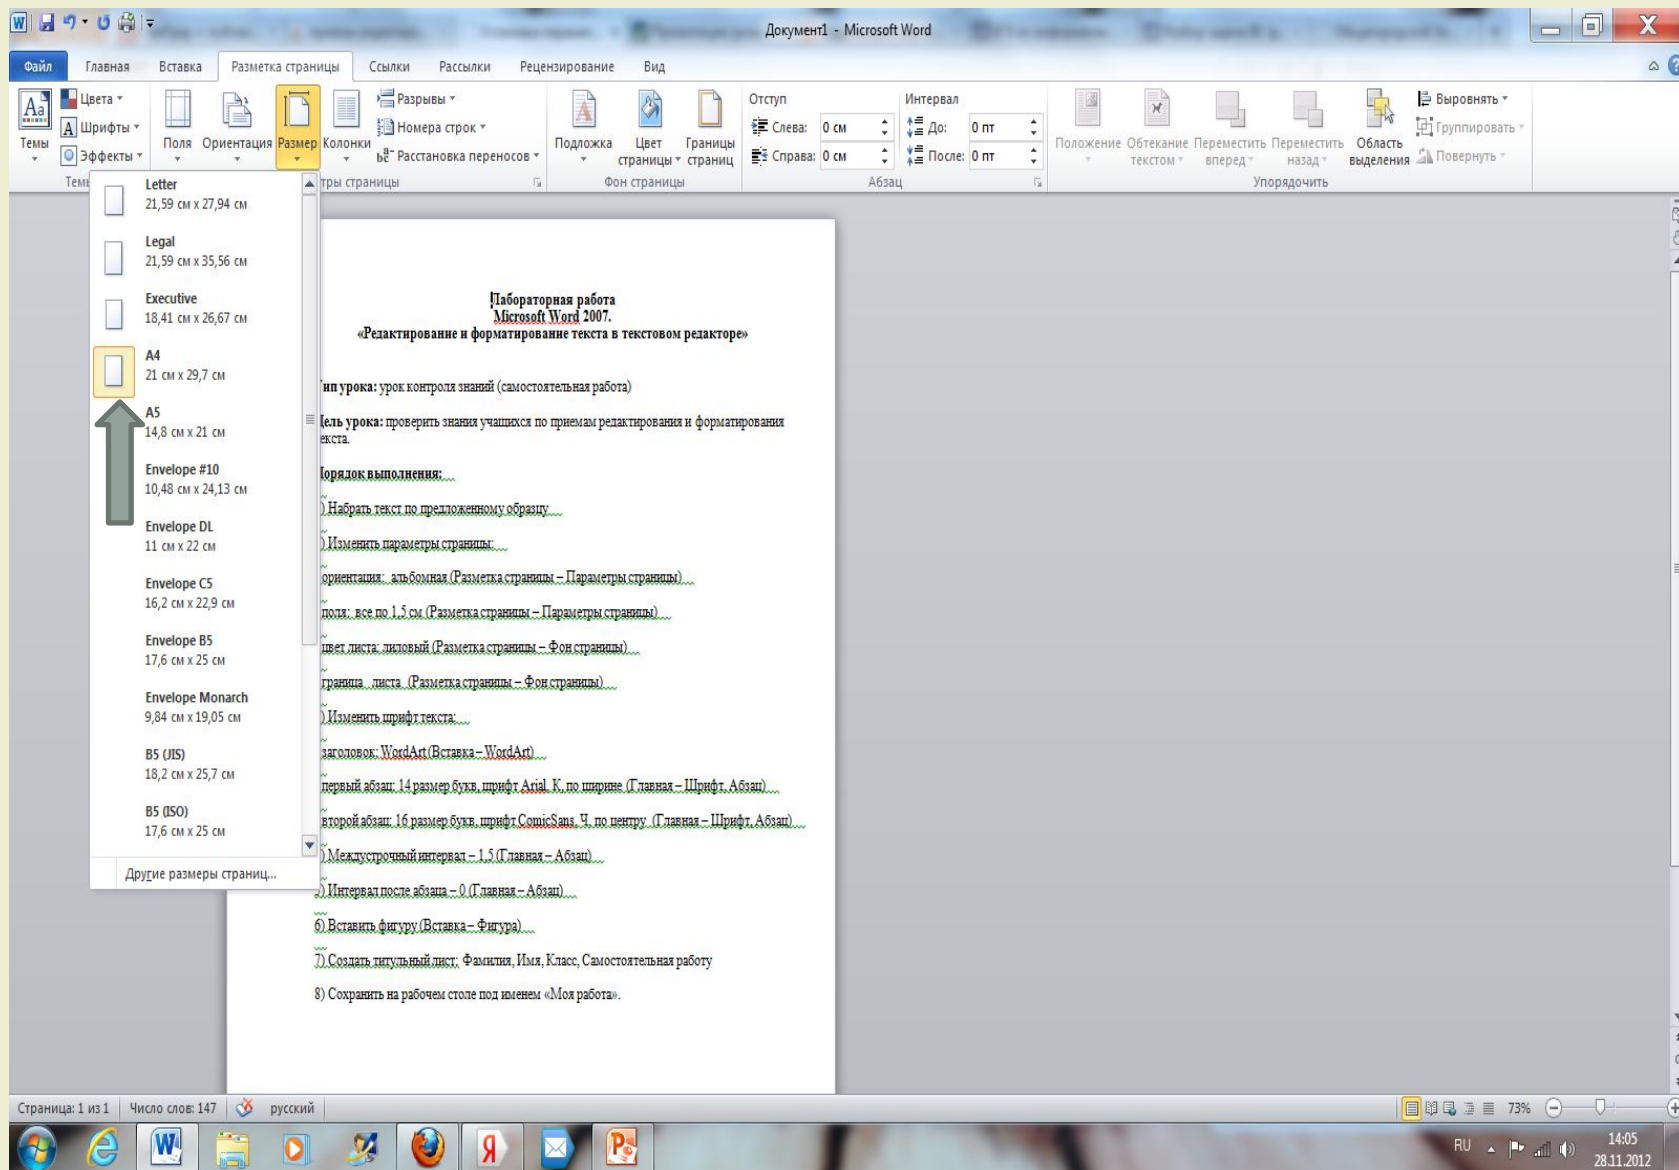 Документ1 - Microsoft Word
Файл Главная Вставка Разметка страницы Ссылки Рассылки Рецензирование Вид
Темы
Цвета
Шрифты
Эффекты
Поля Ориентация Размер Колонки
Разрывы
Номера строк
Расстановка переносов
Подложка
Цвет страницы
Границы страниц
Фон страницы
Отступ
Слева: 0 см
Справа: 0 см
Интервал
До: 0 пт
После: 0 пт
Абзац
Положение
Обтекание текстом
Переместить вперед
Переместить назад
Область выделения
Выровнять
Группировать
Повернуть
Упорядочить
тры страницы
Letter
21,59 см x 27,94 см
Legal
21,59 см x 35,56 см
Executive
18,41 см x 26,67 см
A4
21 см x 29,7 см
A5
14,8 см x 21 см
Envelope #10
10,48 см x 24,13 см
Envelope DL
11 см x 22 см
Envelope C5
16,2 см x 22,9 см
Envelope B5
17,6 см x 25 см
Envelope Monarch
9,84 см x 19,05 см
B5 (JIS)
18,2 см x 25,7 см
B5 (ISO)
17,6 см x 25 см
Другие размеры страниц...
Лабораторная работа
Microsoft Word 2007.
«Редактирование и форматирование текста в текстовом редакторе»
ип урока: урок контроля знаний (самостоятельная работа)
Цель урока: проверить знания учащихся по приемам редактирования и форматирования
екста.
Порядок выполнения:
) Набрать текст по предложенному образцу
) Изменить параметры страницы:
ориентация: альбомная (Разметка страницы – Параметры страницы)
поля: все по 1,5 см (Разметка страницы – Параметры страницы)
цвет листа: лиловый (Разметка страницы – Фон страницы)
граница листа (Разметка страницы – Фон страницы)
) Изменить шрифт текста:
заголовок: WordArt (Вставка – WordArt)
первый абзац: 14 размер букв, шрифт Arial, К, по ширине (Главная – Шрифт, Абзац)
второй абзац: 16 размер букв, шрифт ComicSans, Ч, по центру (Главная – Шрифт, Абзац)
) Междустрочный интервал – 1,5 (Главная – Абзац)
) Интервал после абзаца – 0 (Главная – Абзац)
6) Вставить фигуру (Вставка – Фигура)
7) Создать титульный лист: Фамилия, Имя, Класс, Самостоятельная работу
8) Сохранить на рабочем столе под именем «Моя работа».
Страница: 1 из 1 Число слов: 147 русский 73%
RU 14:05
28.11.2012